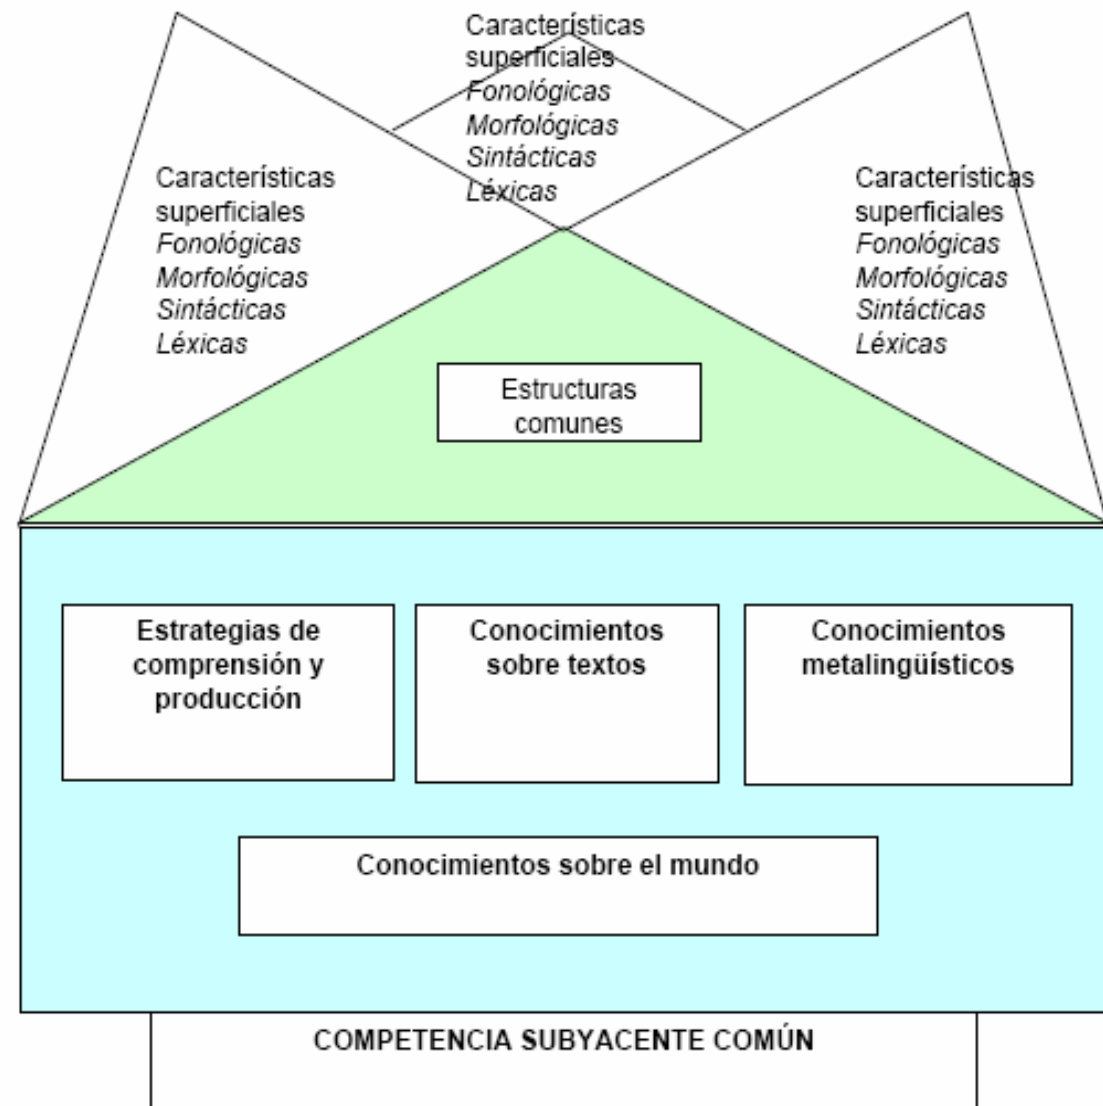 Características
superficiales
Fonológicas
Morfológicas
Sintácticas
Léxicas
Características
superficiales
Fonológicas
Morfológicas
Sintácticas
Léxicas
Características
superficiales
Fonológicas
Morfológicas
Sintácticas
Léxicas
Estructuras
comunes
Estrategias de
comprensión y
producción
Conocimientos
sobre textos
Conocimientos
metalingüísticos
Conocimientos sobre el mundo
COMPETENCIA SUBYACENTE COMÚN